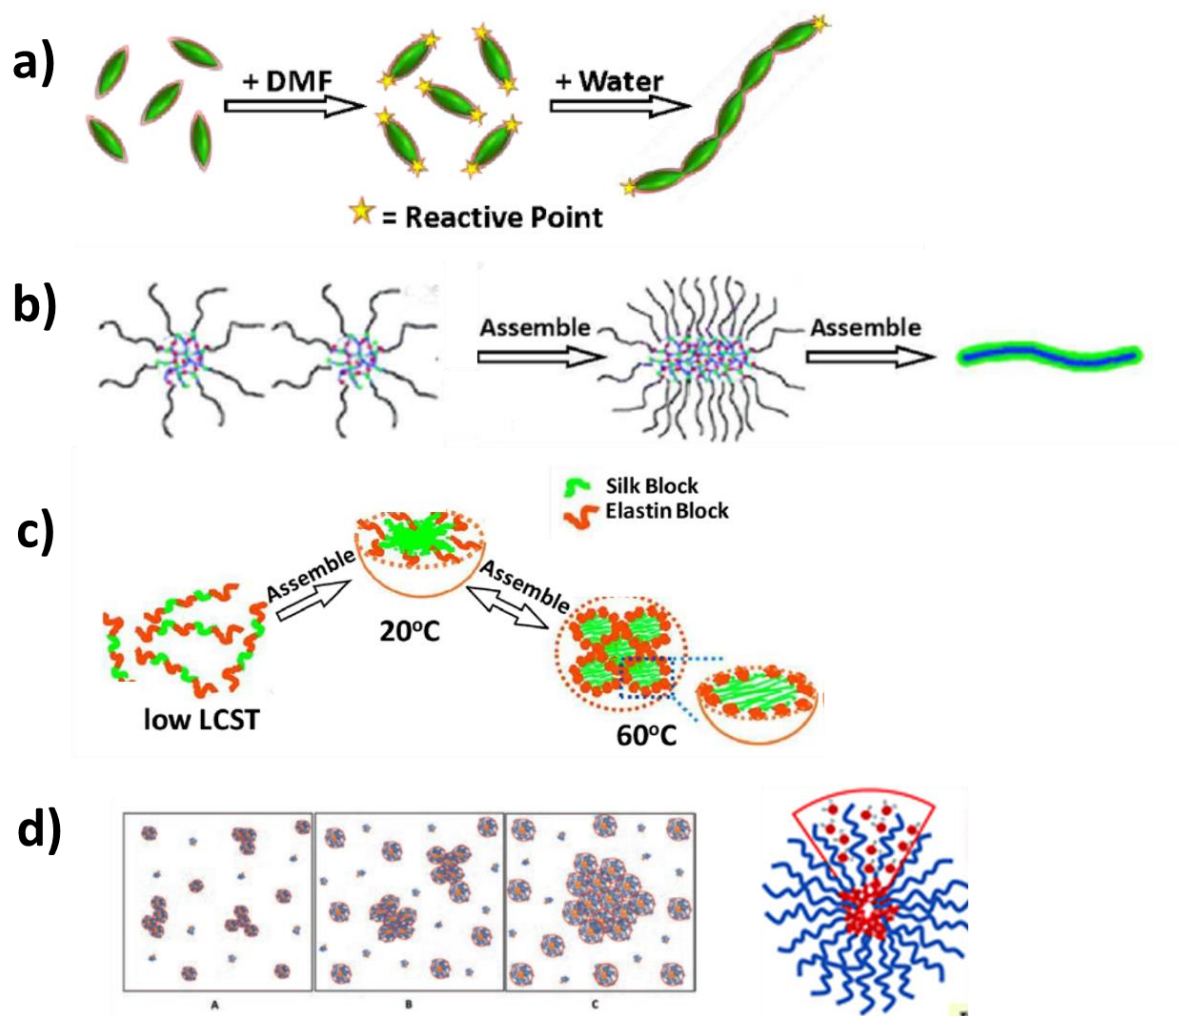 a)
+ DMF
+ Water
= Reactive Point
b)
Assemble
Assemble
Silk Block
Elastin Block
c)
Assemble
Assemble
20°C
low LCST
60°C
d)
A
B
C